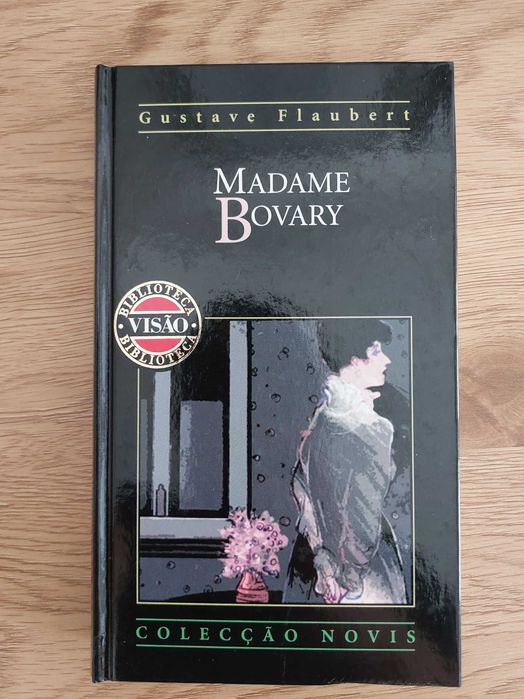 Gustave Flaubert
MADAME
BOVARY
BIBLIOTECA
VISÃO
BIBLIOTECA
COLECÇÃO NOVIS